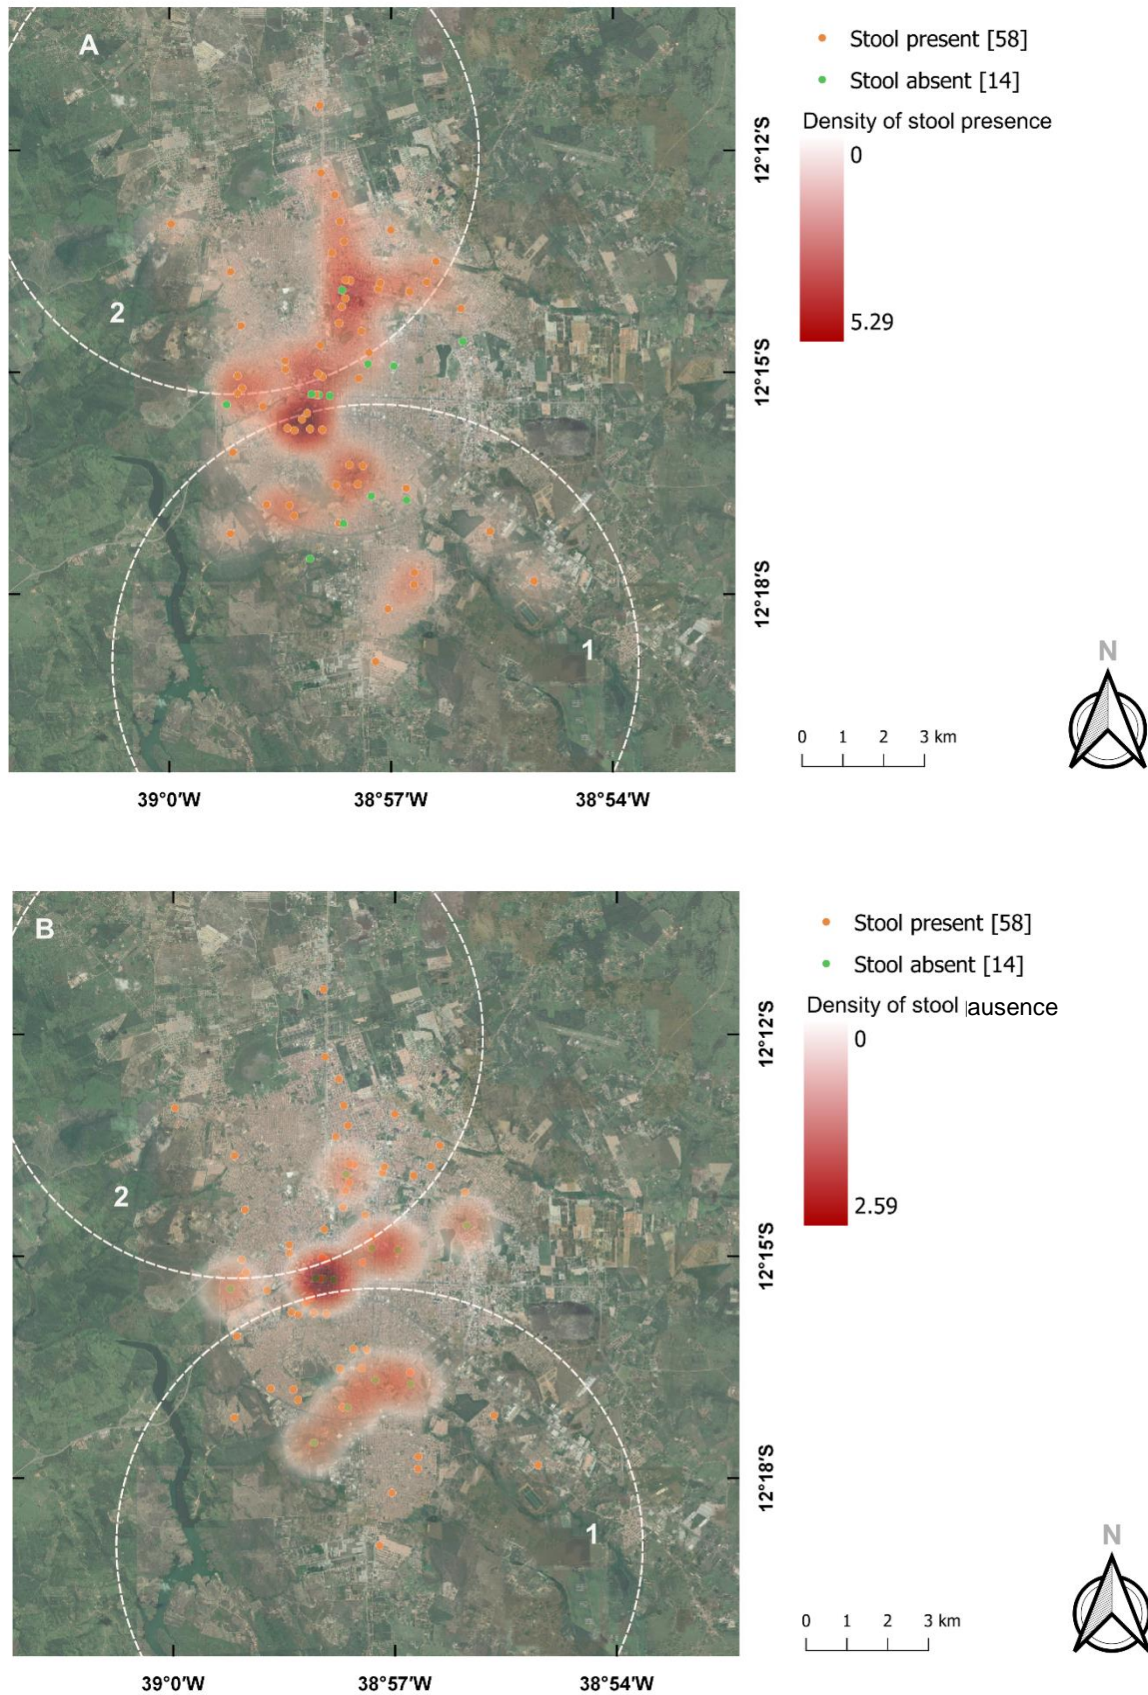 A
Stool present [58]
Stool absent [14]
Density of stool presence
0
5.29
12°12'S
2
12°15'S
12°18'S
1
N
0 1 2 3 km
39°0'W 38°57'W 38°54'W
B
Stool present [58]
Stool absent [14]
Density of stool ausence
0
2.59
12°12'S
2
12°15'S
12°18'S
1
N
0 1 2 3 km
39°0'W 38°57'W 38°54'W